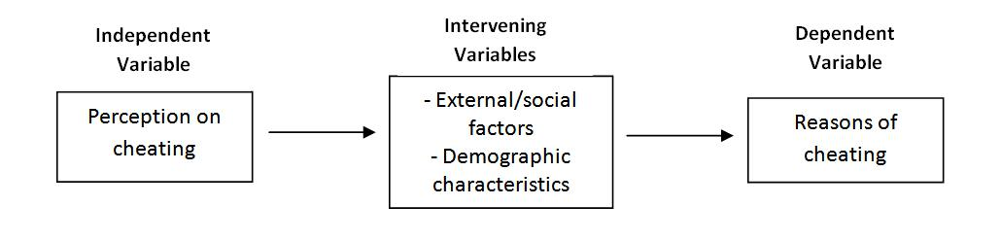 Independent
Variable
Perception on
cheating
Intervening
Variables
- External/social
factors
- Demographic
characteristics
Dependent
Variable
Reasons of
cheating